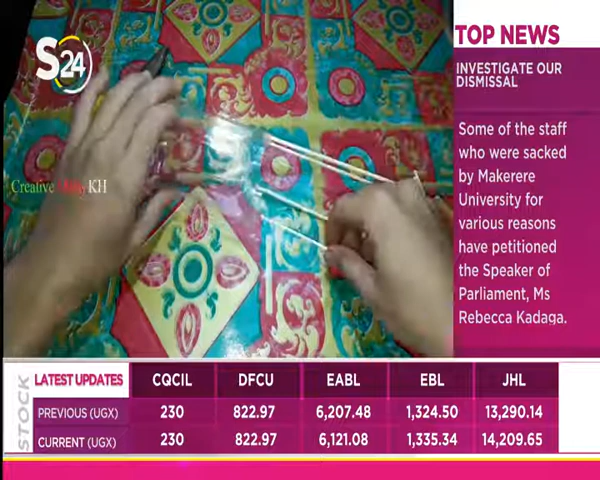 S24
TOP NEWS
INVESTIGATE OUR
DISMISSAL
Some of the staff
who were sacked
by Makerere
University for
various reasons
have petitioned
the Speaker of
Parliament, Ms
Rebecca Kadaga.
Creative KH
STOCK
LATEST UPDATES CQCIL DFCU EABL EBL JHL
PREVIOUS (UGX) 230 822.97 6,207.48 1,324.50 13,290.14
CURRENT (UGX) 230 822.97 6,121.08 1,335.34 14,209.65